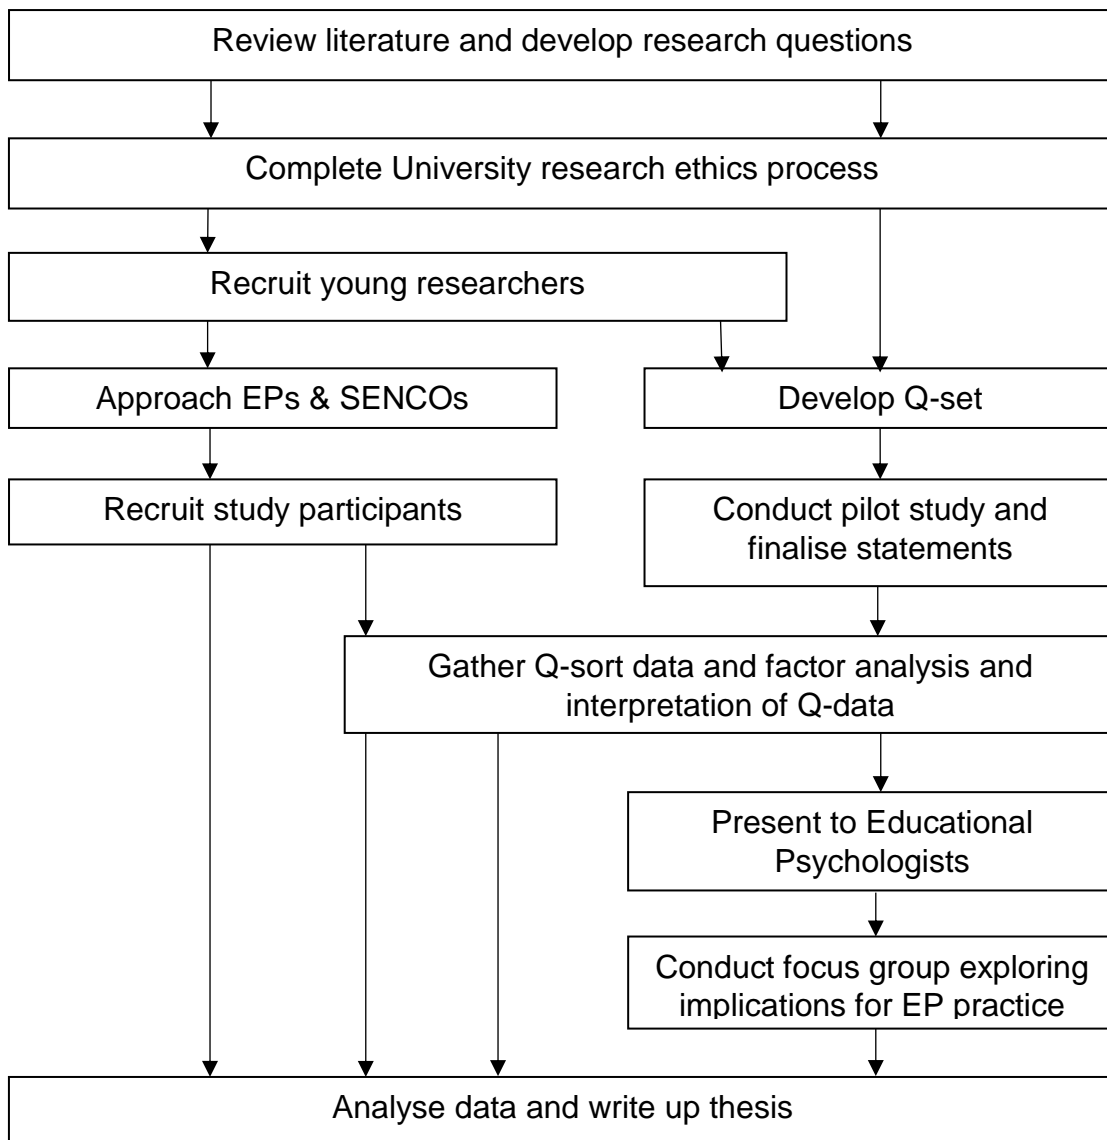 Review literature and develop research questions
Complete University research ethics process
Recruit young researchers
Approach EPs & SENCOs
Develop Q-set
Recruit study participants
Conduct pilot study and
finalise statements
Gather Q-sort data and factor analysis and
interpretation of Q-data
Present to Educational
Psychologists
Conduct focus group exploring
implications for EP practice
Analyse data and write up thesis